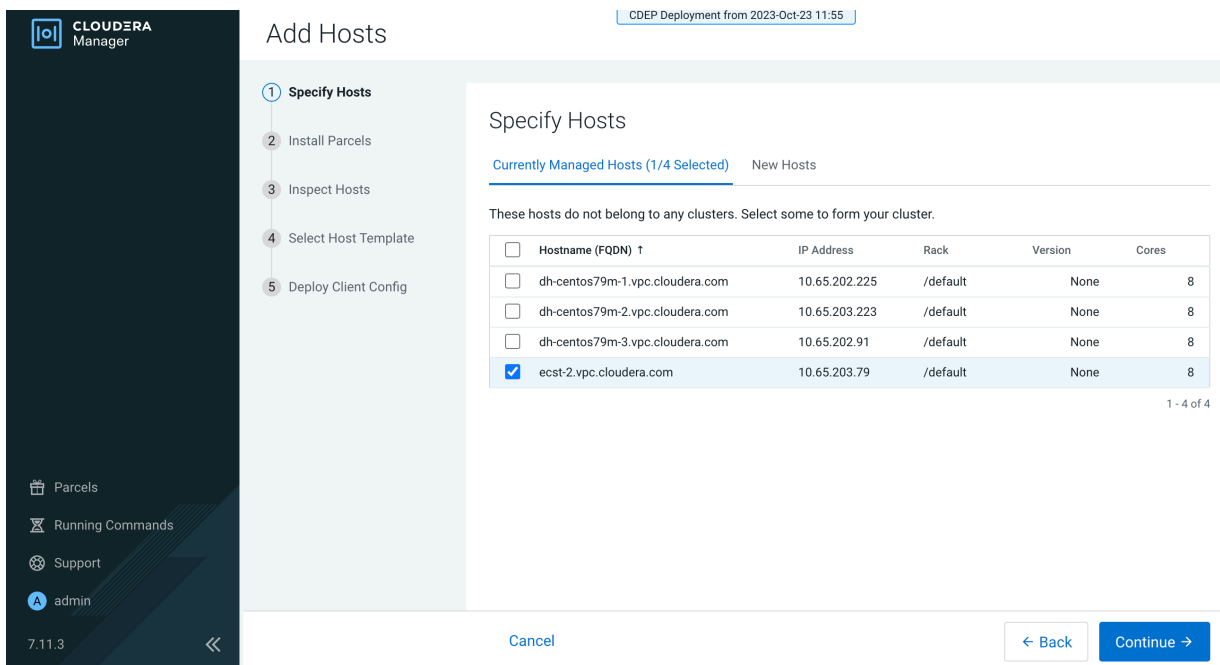 CLOUDERA
Manager
Add Hosts
CDEP Deployment from 2023-Oct-23 11:55
1 Specify Hosts
2 Install Parcels
3 Inspect Hosts
4 Select Host Template
5 Deploy Client Config
Specify Hosts
Currently Managed Hosts (1/4 Selected) New Hosts
These hosts do not belong to any clusters. Select some to form your cluster.
Hostname (FQDN) ↑ IP Address Rack Version Cores
dh-centos79m-1.vpc.cloudera.com 10.65.202.225 /default None 8
dh-centos79m-2.vpc.cloudera.com 10.65.203.223 /default None 8
dh-centos79m-3.vpc.cloudera.com 10.65.202.91 /default None 8
ecst-2.vpc.cloudera.com 10.65.203.79 /default None 8
1 - 4 of 4
Parcels
Running Commands
Support
A admin
7.11.3
Cancel ← Back Continue →